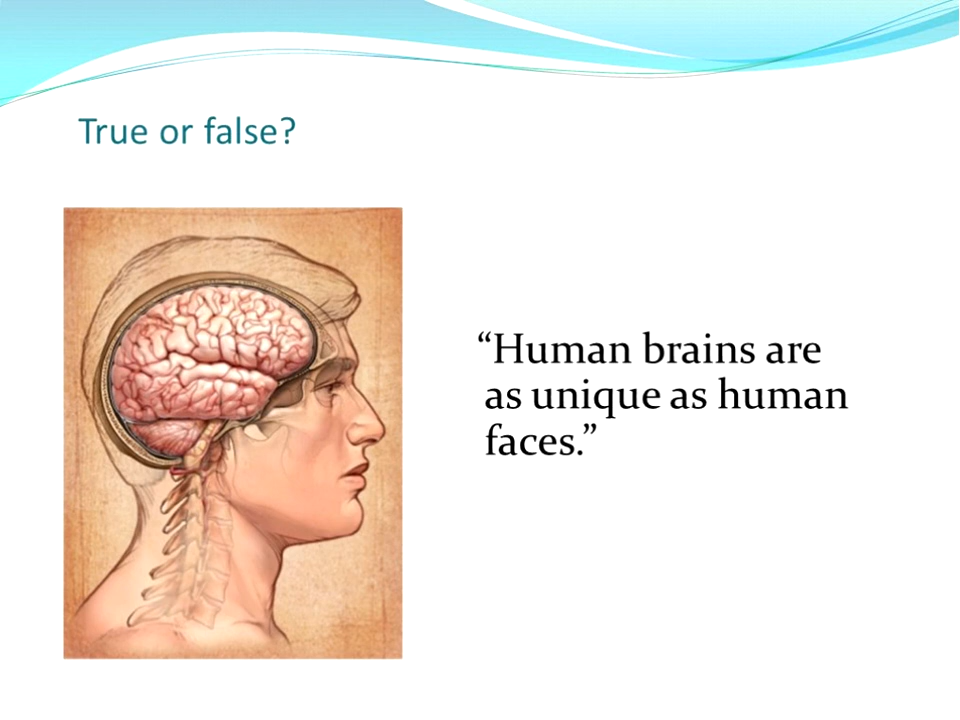 True or false?
“Human brains are
as unique as human
faces.”